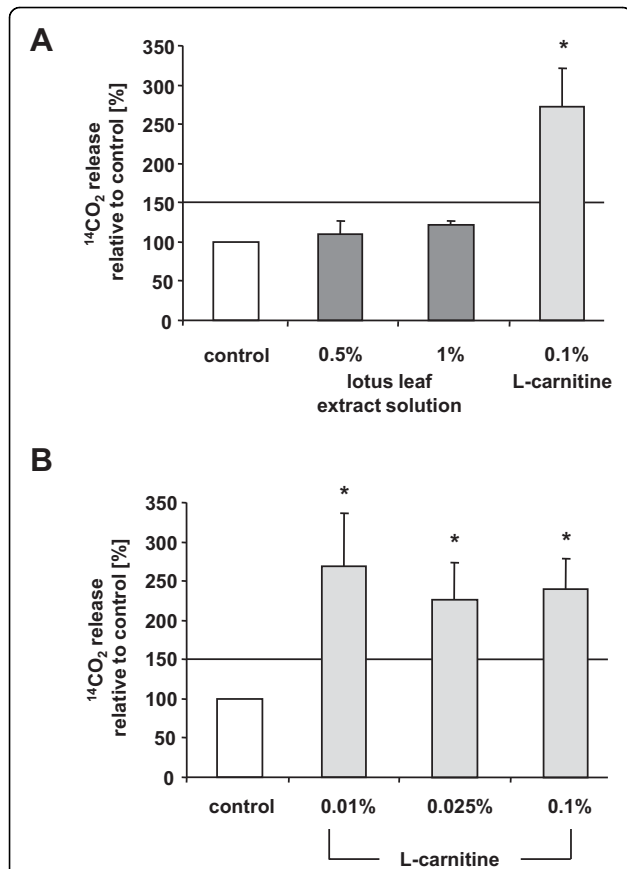 A
¹⁴CO₂ release
relative to control [%]
350
300
250
200
150
100
50
0
*
control
0.5%
1%
0.1%
lotus leaf
extract solution
L-carnitine
B
¹⁴CO₂ release
relative to control [%]
350
300
250
200
150
100
50
0
*
*
*
control
0.01%
0.025%
0.1%
L-carnitine